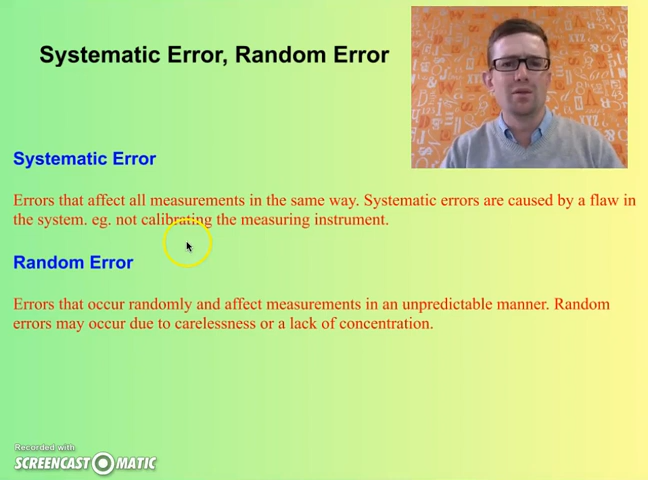 Systematic Error, Random Error
Systematic Error
Errors that affect all measurements in the same way. Systematic errors are caused by a flaw in
the system. eg. not calibrating the measuring instrument.
Random Error
Errors that occur randomly and affect measurements in an unpredictable manner. Random
errors may occur due to carelessness or a lack of concentration.
Recorded with
SCREENCAST O MATIC